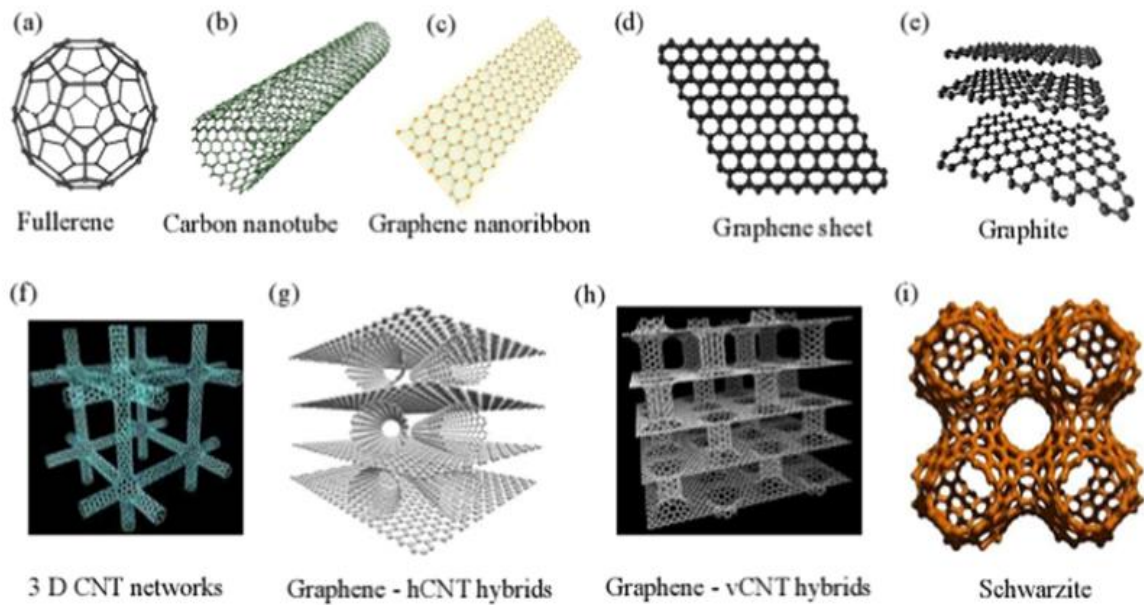 (a)
(b)
(c)
(d)
(e)
Fullerene
Carbon nanotube
Graphene nanoribbon
Graphene sheet
Graphite
(f)
(g)
(h)
(i)
3 D CNT networks
Graphene - hCNT hybrids
Graphene - vCNT hybrids
Schwarzite